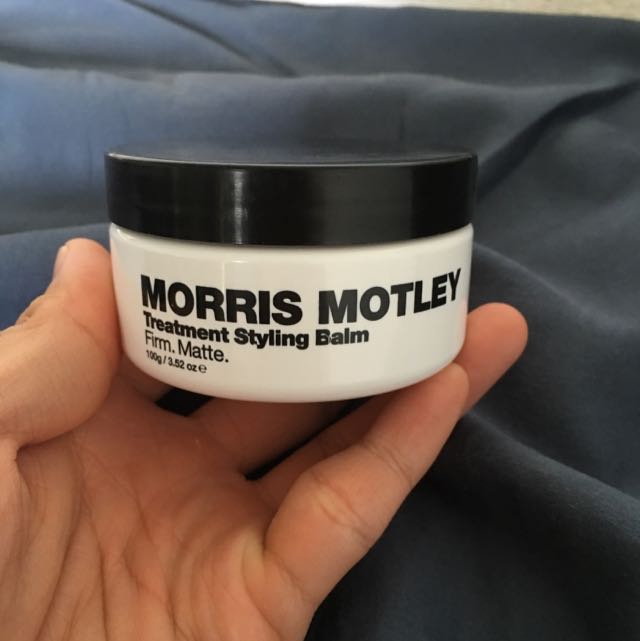 MORRIS MOTLEY
Treatment Styling Balm
Firm. Matte.
100g / 3.52 oz ℮